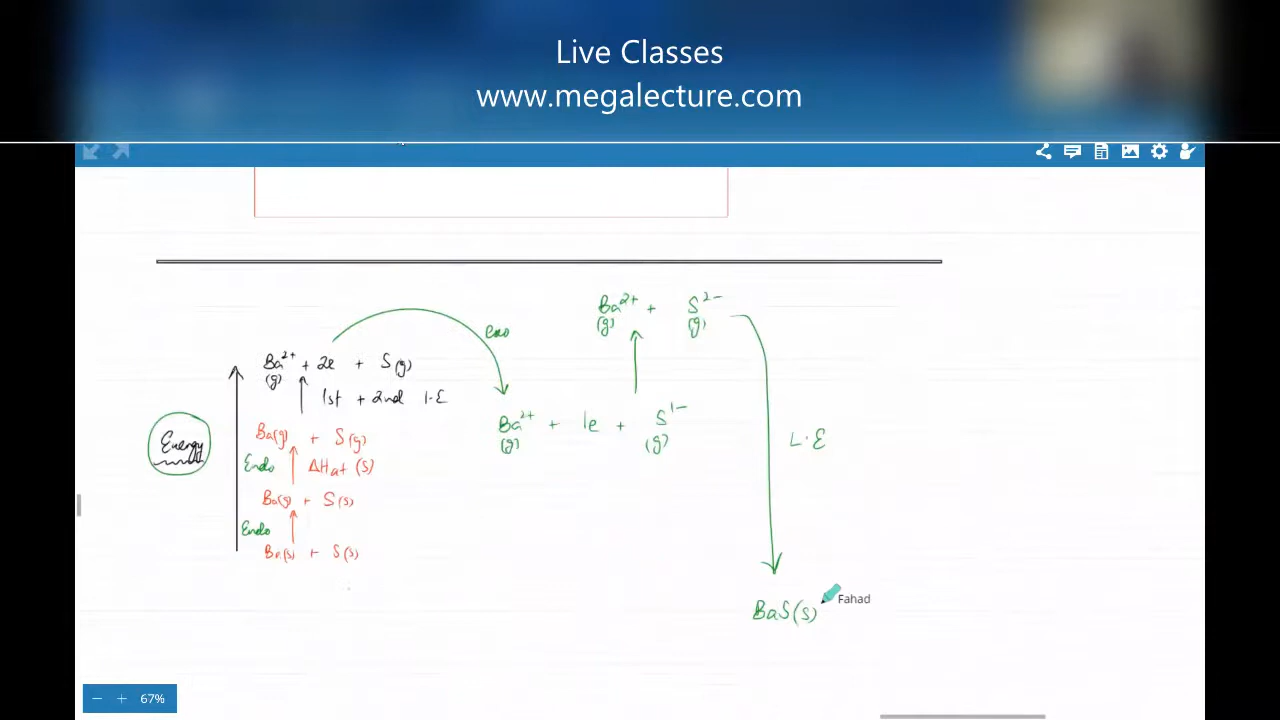 Live Classes
www.megalecture.com
Ba²⁺ + S²⁻
(g) (g)
exo
Ba²⁺ + 2e + S(g)
(g)
1st + 2nd I·E
Ba²⁺ + 1e + S¹⁻
(g) (g)
Energy
Ba(g) + S(g)
L·E
Endo ΔHat (S)
Ba(g) + S(s)
Endo
Ba(s) + S(s)
Fahad
BaS(s)
67%